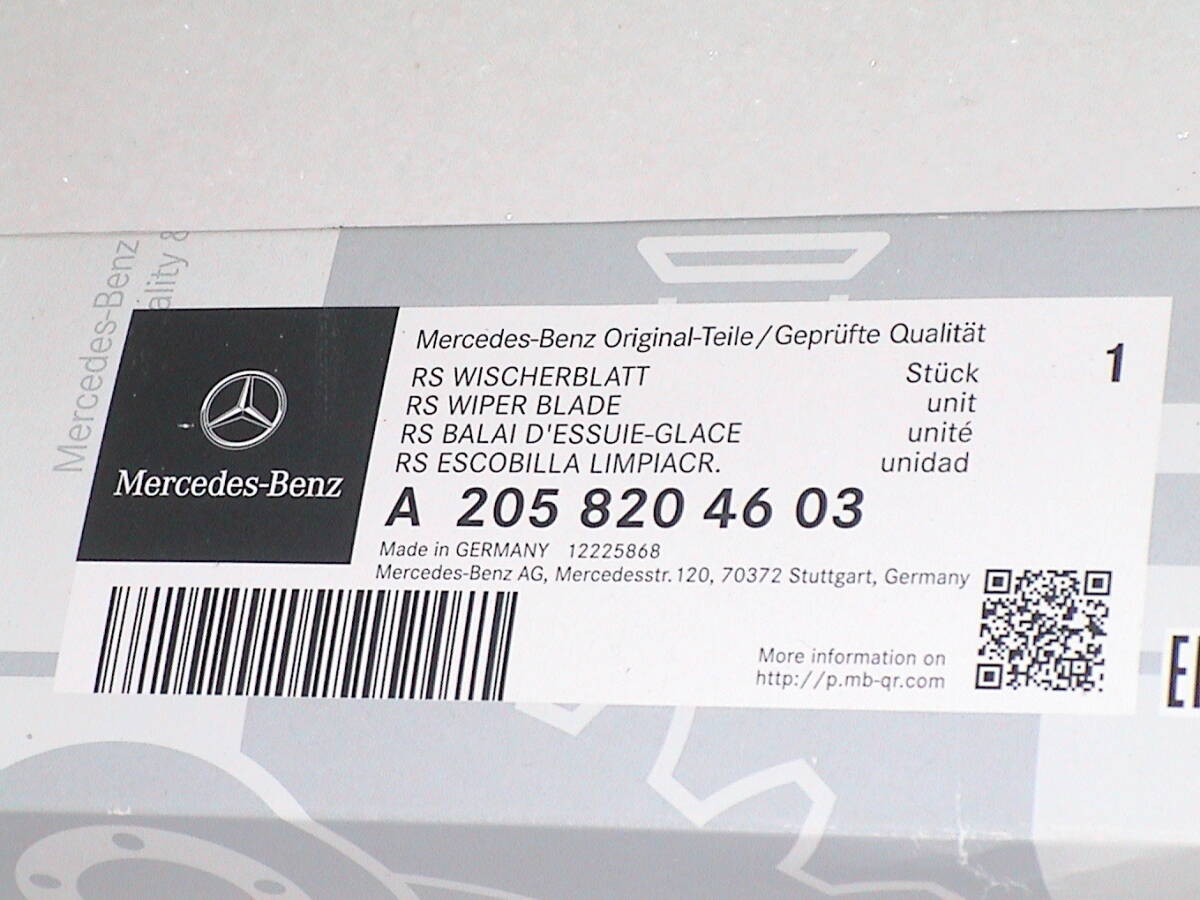 Mercedes-Benz
ality &
Mercedes-Benz
Mercedes-Benz Original-Teile/Geprüfte Qualität
1
RS WISCHERBLATT Stück
RS WIPER BLADE unit
RS BALAI D'ESSUIE-GLACE unité
RS ESCOBILLA LIMPIACR. unidad
A 205 820 46 03
Made in GERMANY 12225868
Mercedes-Benz AG, Mercedesstr. 120, 70372 Stuttgart, Germany
More information on
http://p.mb-qr.com